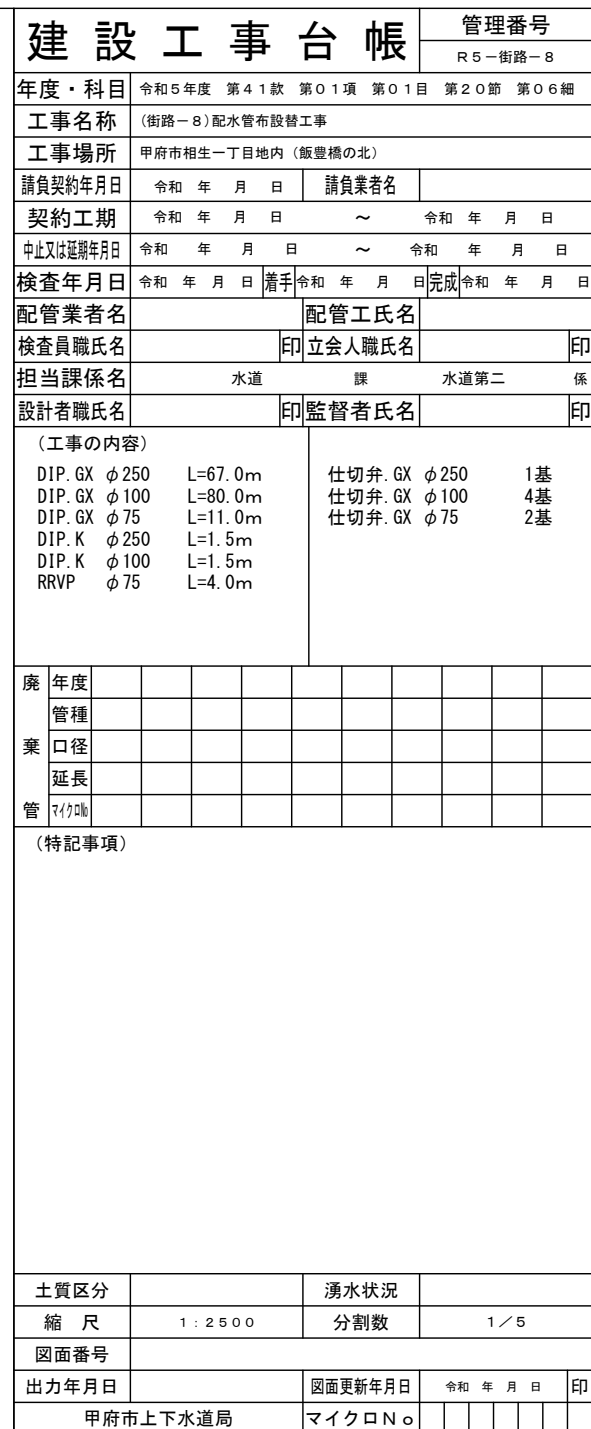 建設工事台帳
管理番号
R5－街路－8
年度・科目 令和5年度 第41款 第01項 第01目 第20節 第06細
工事名称 (街路－8)配水管布設替工事
工事場所 甲府市相生一丁目地内（飯豊橋の北）
請負契約年月日 令和 年 月 日 請負業者名
契約工期 令和 年 月 日 ～ 令和 年 月 日
中止又は延期年月日 令和 年 月 日 ～ 令和 年 月 日
検査年月日 令和 年 月 日 着手 令和 年 月 日 完成 令和 年 月 日
配管業者名 配管工氏名
検査員職氏名 印 立会人職氏名 印
担当課係名 水道 課 水道第二 係
設計者職氏名 印 監督者氏名 印
（工事の内容）
DIP.GX φ250 L=67.0m 仕切弁.GX φ250 1基
DIP.GX φ100 L=80.0m 仕切弁.GX φ100 4基
DIP.GX φ75 L=11.0m 仕切弁.GX φ75 2基
DIP.K φ250 L=1.5m
DIP.K φ100 L=1.5m
RRVP φ75 L=4.0m
廃棄管
年度
管種
口径
延長
マイクロNo
（特記事項）
土質区分 湧水状況
縮尺 1：2500 分割数 1／5
図面番号
出力年月日 図面更新年月日 令和 年 月 日 印
甲府市上下水道局 マイクロNo